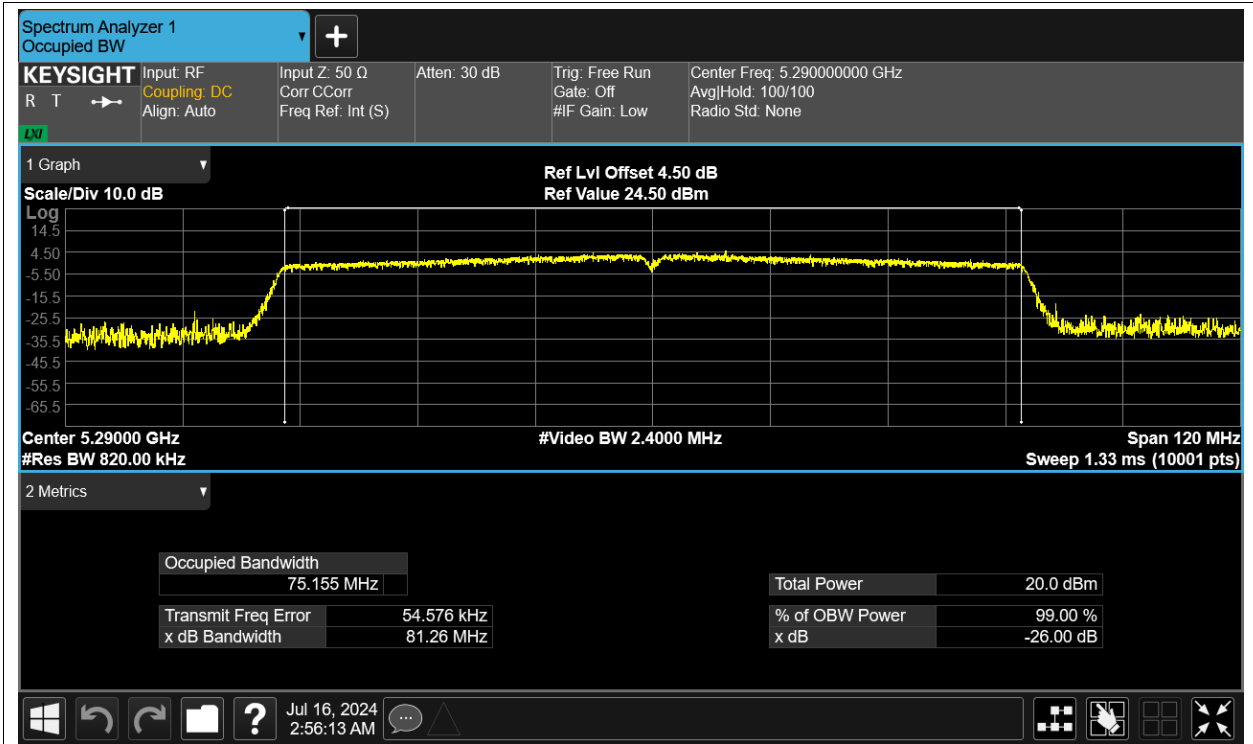 Spectrum Analyzer 1
Occupied BW
KEYSIGHT
R T
LXI
Input: RF
Coupling: DC
Align: Auto
Input Z: 50 Ω
Corr CCorr
Freq Ref: Int (S)
Atten: 30 dB
Trig: Free Run
Gate: Off
#IF Gain: Low
Center Freq: 5.290000000 GHz
Avg|Hold: 100/100
Radio Std: None
1 Graph
Ref Lvl Offset 4.50 dB
Scale/Div 10.0 dB
Ref Value 24.50 dBm
Log
14.5
4.50
-5.50
-15.5
-25.5
-35.5
-45.5
-55.5
-65.5
Center 5.29000 GHz
#Video BW 2.4000 MHz
Span 120 MHz
#Res BW 820.00 kHz
Sweep 1.33 ms (10001 pts)
2 Metrics
Occupied Bandwidth
75.155 MHz
Total Power 20.0 dBm
Transmit Freq Error 54.576 kHz
% of OBW Power 99.00 %
x dB Bandwidth 81.26 MHz
x dB -26.00 dB
?
Jul 16, 2024
2:56:13 AM